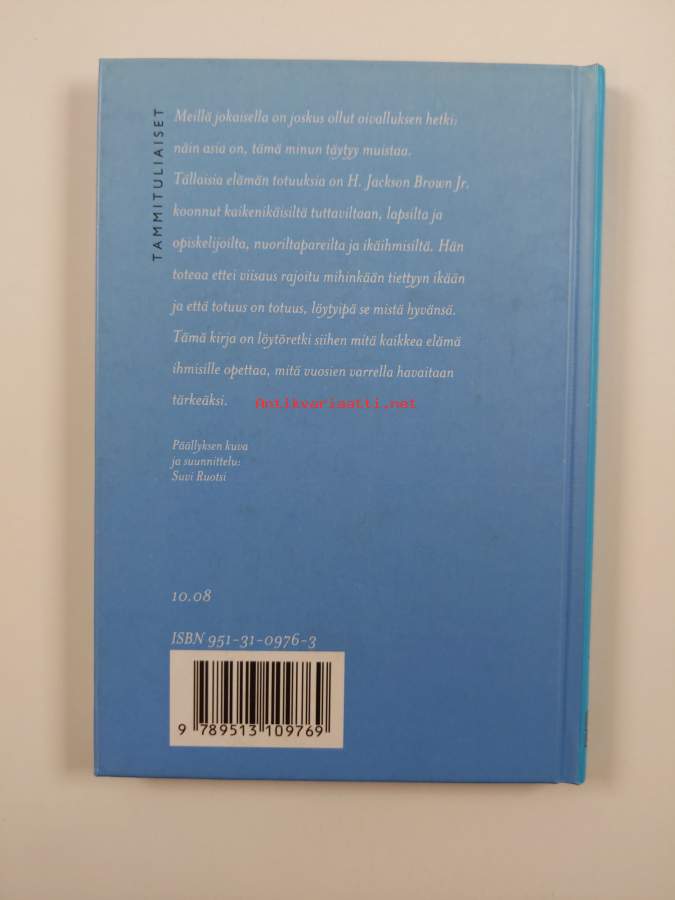 TAMMITULIAISET
Meillä jokaisella on joskus ollut oivalluksen hetki:
näin asia on, tämä minun täytyy muistaa.
Tällaisia elämän totuuksia on H. Jackson Brown Jr.
koonnut kaikenikäisiltä tuttaviltaan, lapsilta ja
opiskelijoilta, nuoriltapareilta ja ikäihmisiltä. Hän
toteaa ettei viisaus rajoitu mihinkään tiettyyn ikään
ja että totuus on totuus, löytyipä se mistä hyvänsä.
Tämä kirja on löytöretki siihen mitä kaikkea elämä
ihmisille opettaa, mitä vuosien varrella havaitaan
tärkeäksi.
Antikvariaatti.net
Päällyksen kuva
ja suunnittelu:
Suvi Ruotsi
10.08
ISBN 951-31-0976-3
9 789513 109769